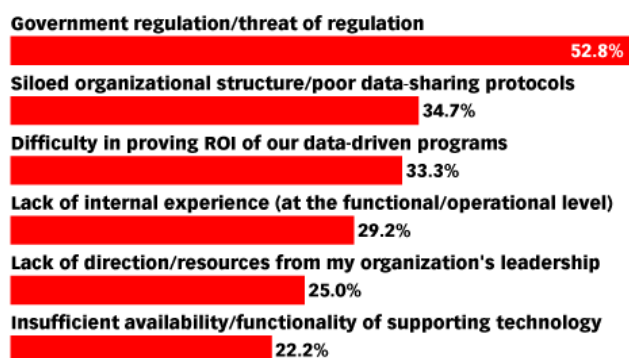 Government regulation/threat of regulation
52.8%
Siloed organizational structure/poor data-sharing protocols
34.7%
Difficulty in proving ROI of our data-driven programs
33.3%
Lack of internal experience (at the functional/operational level)
29.2%
Lack of direction/resources from my organization's leadership
25.0%
Insufficient availability/functionality of supporting technology
22.2%